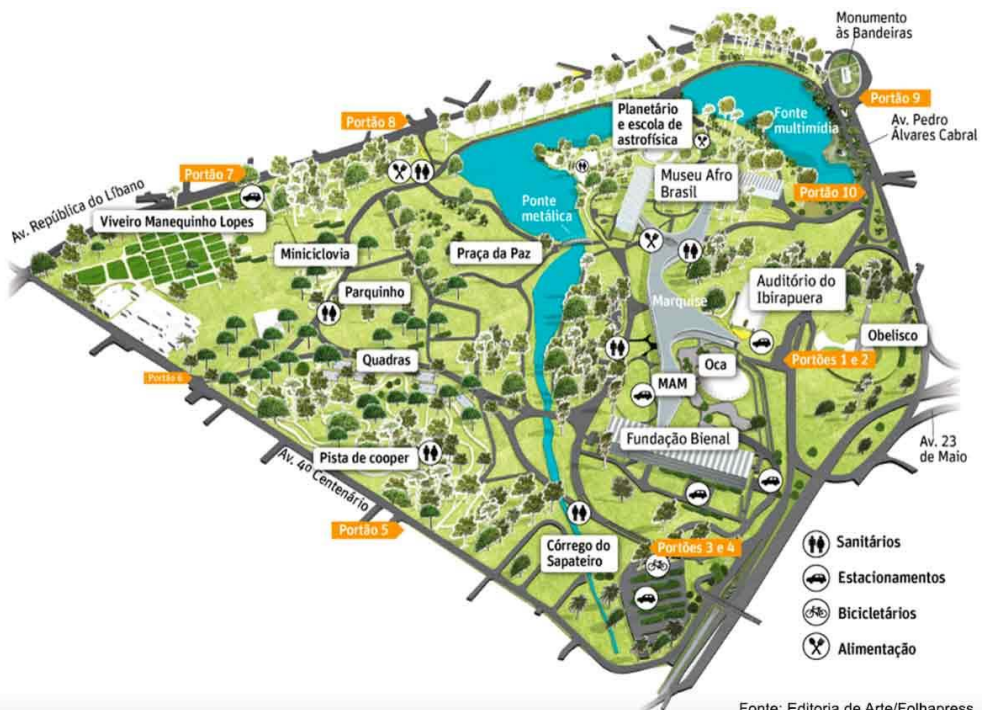 Monumento
às Bandeiras
Portão 9
Av. Pedro
Álvares Cabral
Planetário
e escola de
astrofísica
Fonte
multimídia
Portão 8
Portão 7
Av. República do Líbano
Viveiro Manequinho Lopes
Museu Afro
Brasil
Portão 10
Ponte
metálica
Miniciclovia
Praça da Paz
Parquinho
Auditório do
Ibirapuera
Marquise
Obelisco
Quadras
Oca
Portões 1 e 2
Portão 6
MAM
Fundação Bienal
Av. 23
de Maio
Pista de cooper
Av. 4º Centenário
Portão 5
Córrego do
Sapateiro
Portões 3 e 4
Sanitários
Estacionamentos
Bicicletários
Alimentação
Fonte: Editoria de Arte/Folhapress